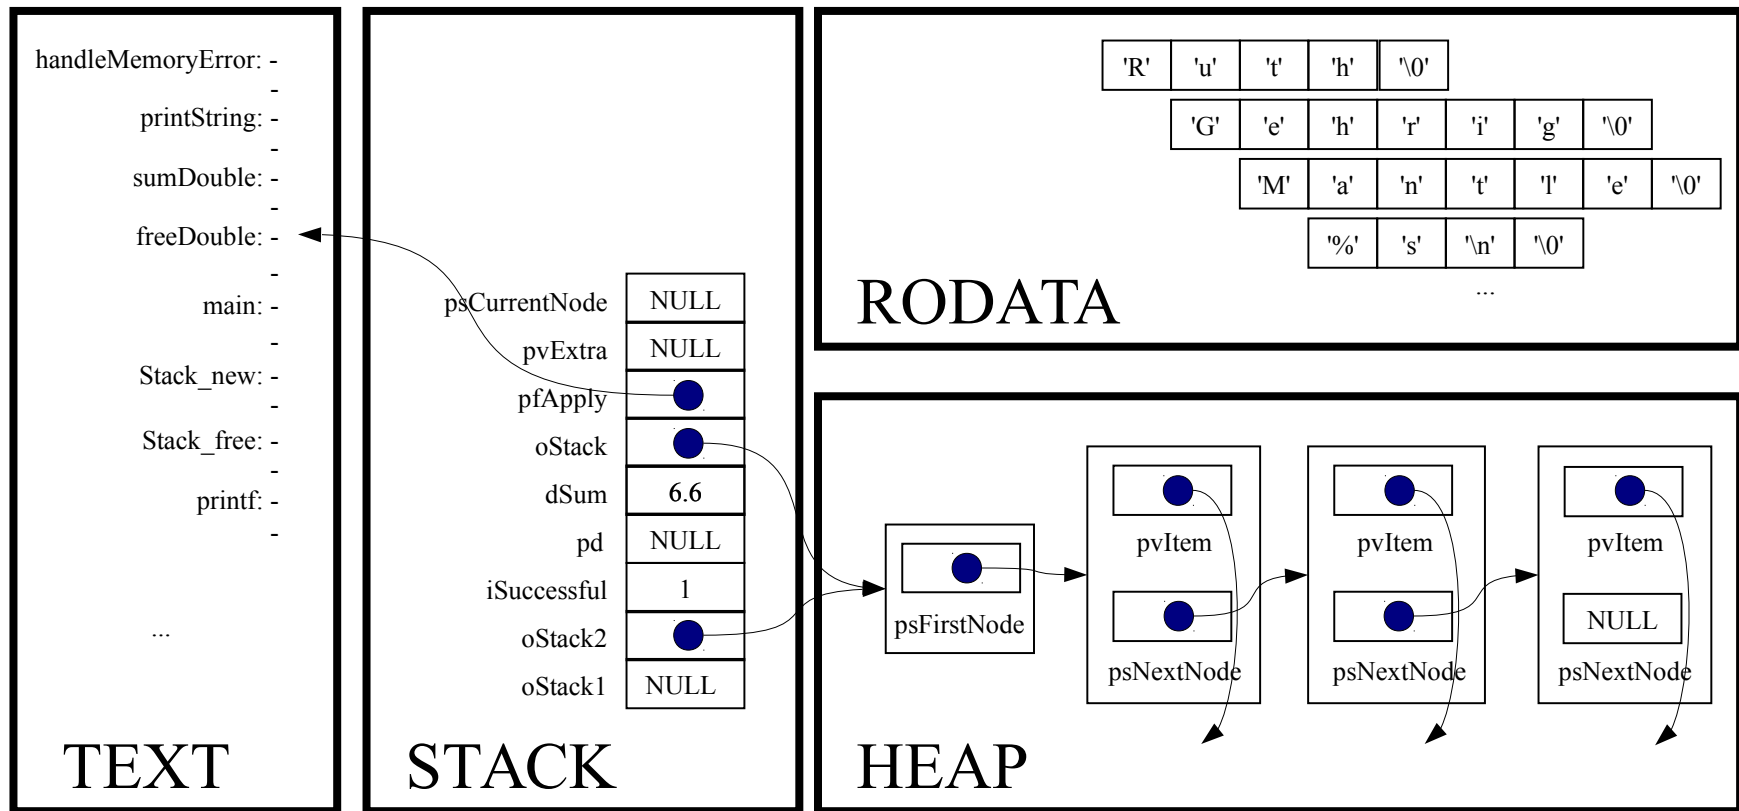 handleMemoryError: -
-
printString: -
-
sumDouble: -
-
freeDouble: -
-
main: -
-
Stack_new: -
-
Stack_free: -
-
printf: -
-
...
TEXT
psCurrentNode NULL
pvExtra NULL
pfApply
oStack
dSum 6.6
pd NULL
iSuccessful 1
oStack2
oStack1 NULL
STACK
'R' 'u' 't' 'h' '\0'
'G' 'e' 'h' 'r' 'i' 'g' '\0'
'M' 'a' 'n' 't' 'l' 'e' '\0'
'%' 's' '\n' '\0'
...
RODATA
psFirstNode
pvItem
psNextNode
pvItem
psNextNode
pvItem
NULL
psNextNode
HEAP